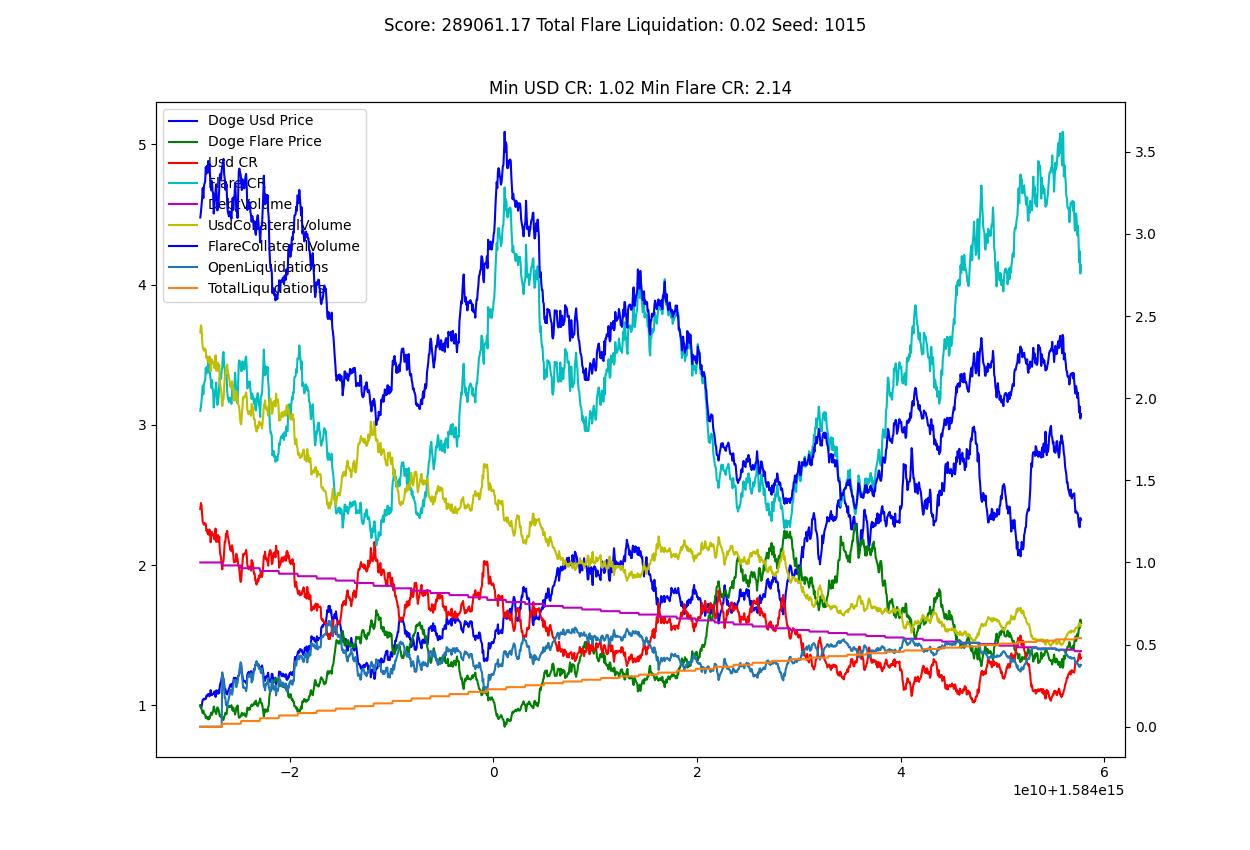 Score: 289061.17 Total Flare Liquidation: 0.02 Seed: 1015
Min USD CR: 1.02 Min Flare CR: 2.14
Doge Usd Price
Doge Flare Price
Usd CR
Flare CR
DebtVolume
UsdCollateralVolume
FlareCollateralVolume
OpenLiquidations
TotalLiquidations
5
4
3
2
1
3.5
3.0
2.5
2.0
1.5
1.0
0.5
0.0
−2 0 2 4 6
1e10+1.584e15